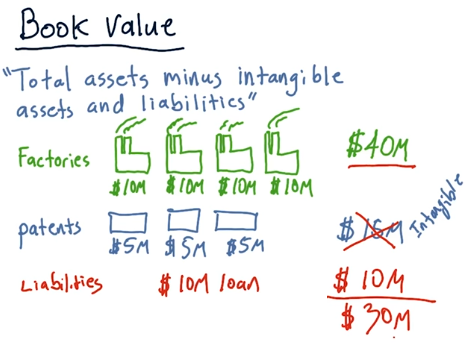 Book Value
"Total assets minus intangible
assets and liabilities"
Factories
$10M $10M $10M $10M
$40M
patents
$5M $5M $5M
$15M Intangible
Liabilities $10M loan $10M
$30M